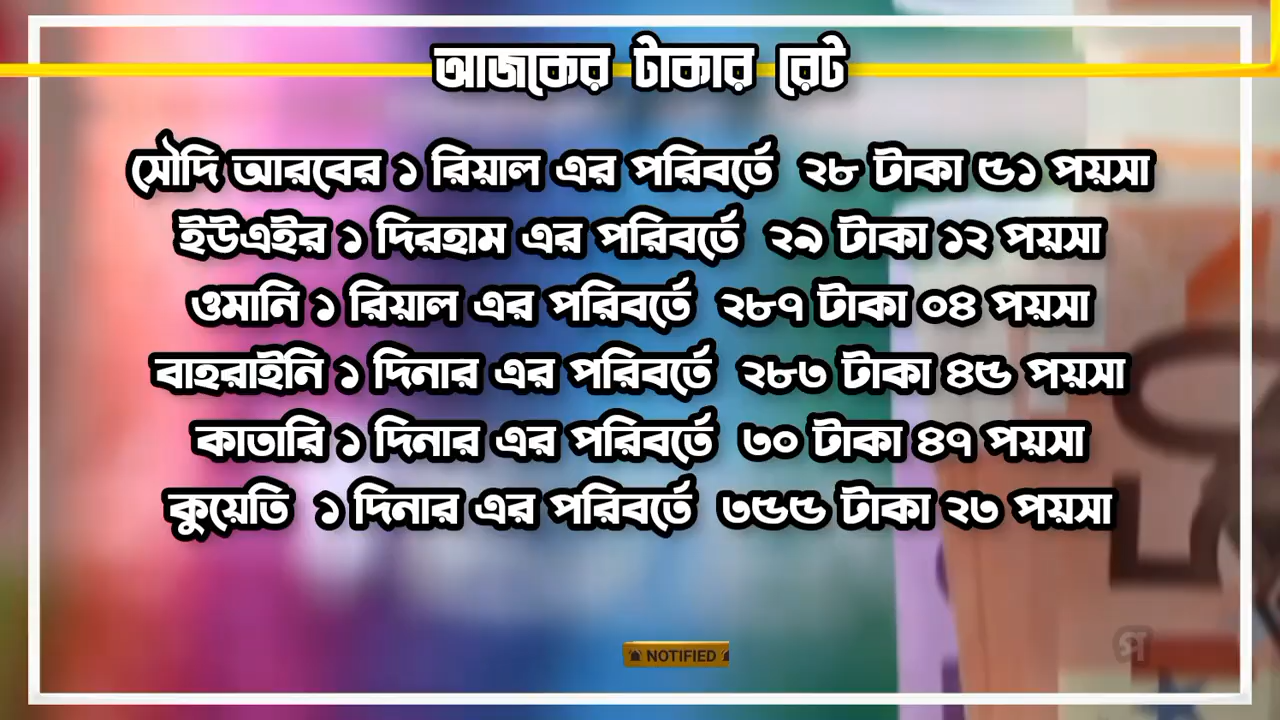 আজকের টাকার রেট
সৌদি আরবের ১ রিয়াল এর পরিবর্তে ২৮ টাকা ৫১ পয়সা
ইউএইর ১ দিরহাম এর পরিবর্তে ২৯ টাকা ১২ পয়সা
ওমানি ১ রিয়াল এর পরিবর্তে ২৮৭ টাকা ০৪ পয়সা
বাহরাইনি ১ দিনার এর পরিবর্তে ২৮৩ টাকা ৪৫ পয়সা
কাতারি ১ দিনার এর পরিবর্তে ৩০ টাকা ৪৭ পয়সা
কুয়েতি ১ দিনার এর পরিবর্তে ৩৫৫ টাকা ২৩ পয়সা
NOTIFIED
প